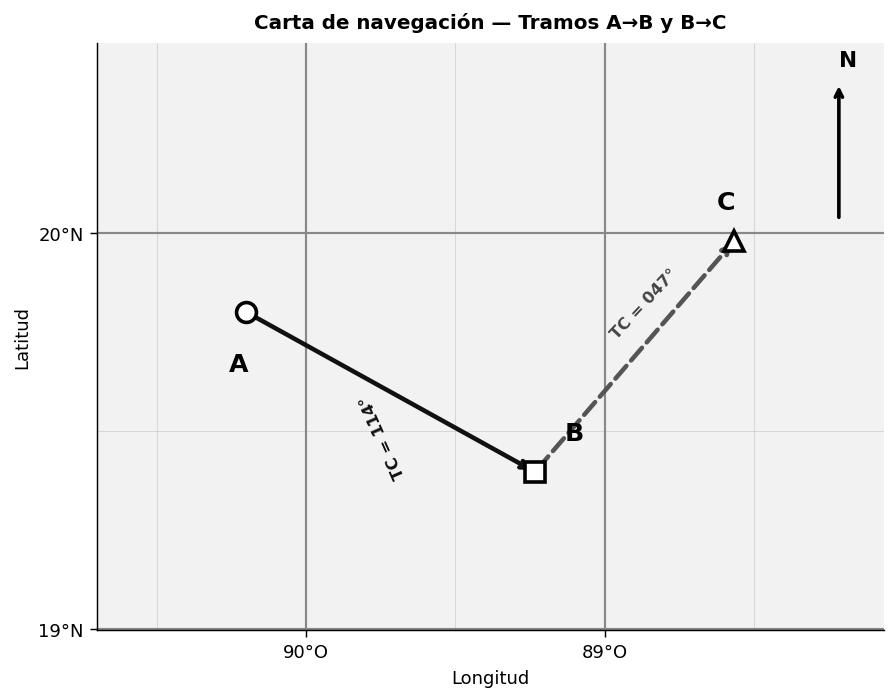 Carta de navegación — Tramos A→B y B→C
N
C
20°N
TC = 047°
A
B
TC = 114°
19°N
90°O
89°O
Longitud
Latitud